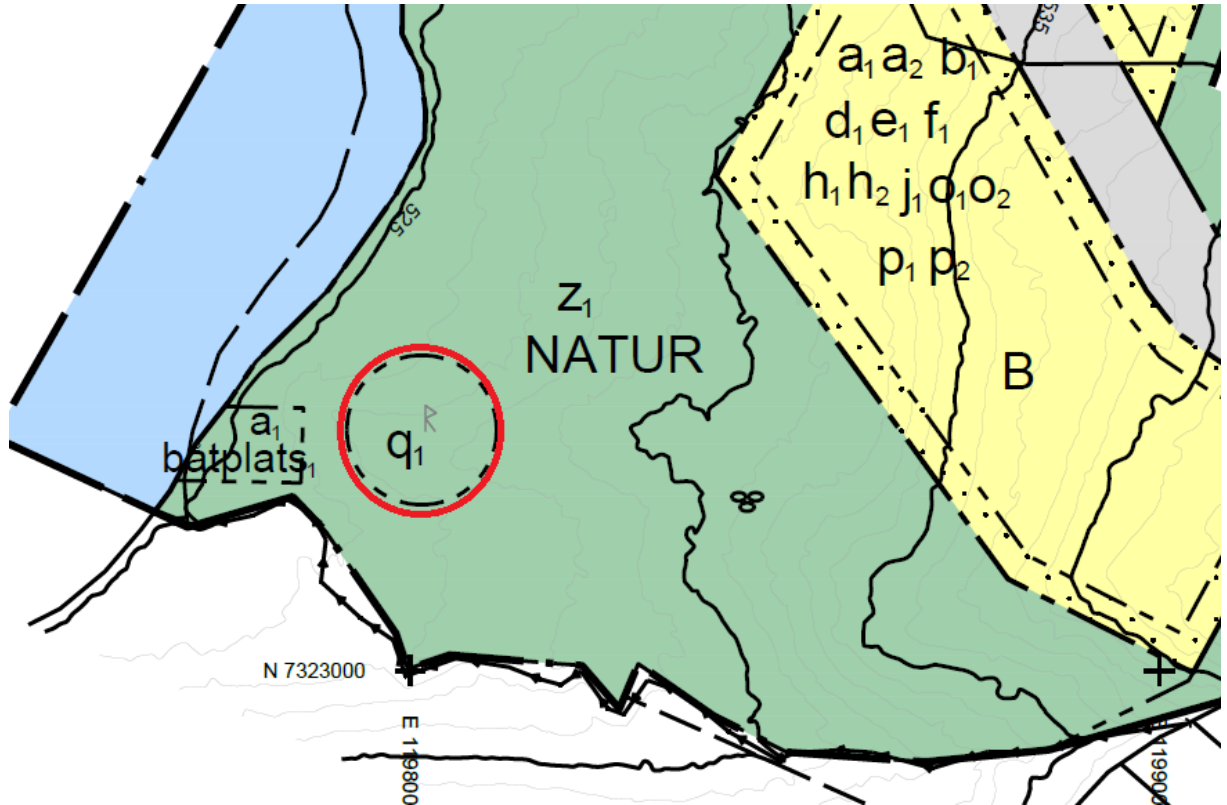 535
a₁ a₂ b₁
d₁ e₁ f₁
h₁ h₂ j₁ o₁ o₂
p₁ p₂
525
z₁
NATUR
B
a₁
båtplats₁
q₁
R
N 7323000
E 119800
E 119900